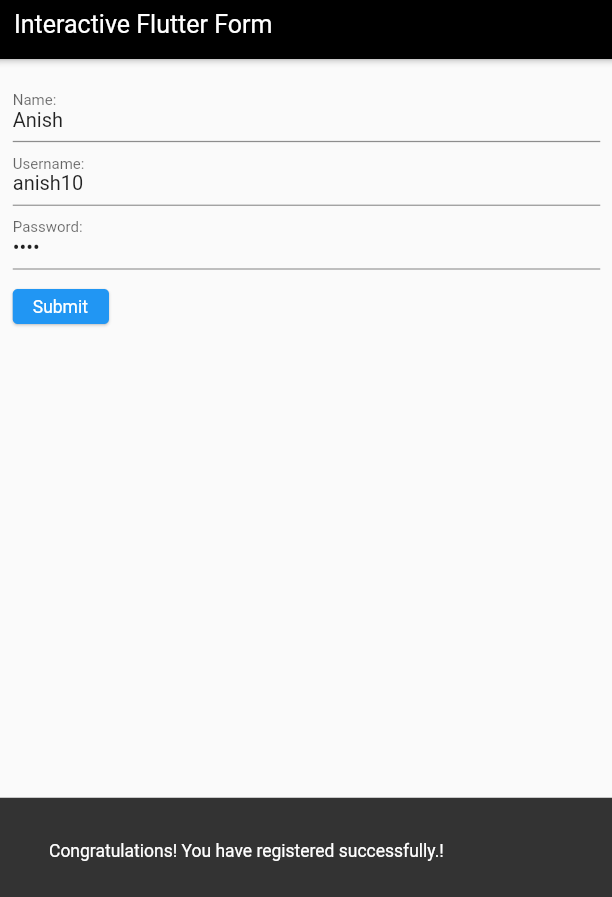 Interactive Flutter Form
Name:
Anish
Username:
anish10
Password:
••••
Submit
Congratulations! You have registered successfully.!